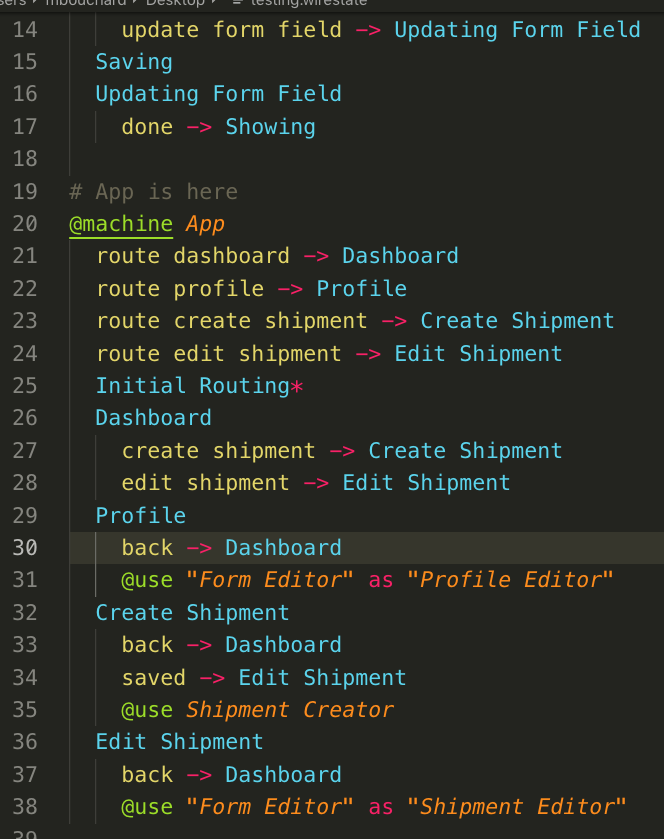 mbouchard > Desktop > testing.wirestate
14 update form field -> Updating Form Field
15 Saving
16 Updating Form Field
17 done -> Showing
18
19 # App is here
20 @machine App
21 route dashboard -> Dashboard
22 route profile -> Profile
23 route create shipment -> Create Shipment
24 route edit shipment -> Edit Shipment
25 Initial Routing*
26 Dashboard
27 create shipment -> Create Shipment
28 edit shipment -> Edit Shipment
29 Profile
30 back -> Dashboard
31 @use "Form Editor" as "Profile Editor"
32 Create Shipment
33 back -> Dashboard
34 saved -> Edit Shipment
35 @use Shipment Creator
36 Edit Shipment
37 back -> Dashboard
38 @use "Form Editor" as "Shipment Editor"
39